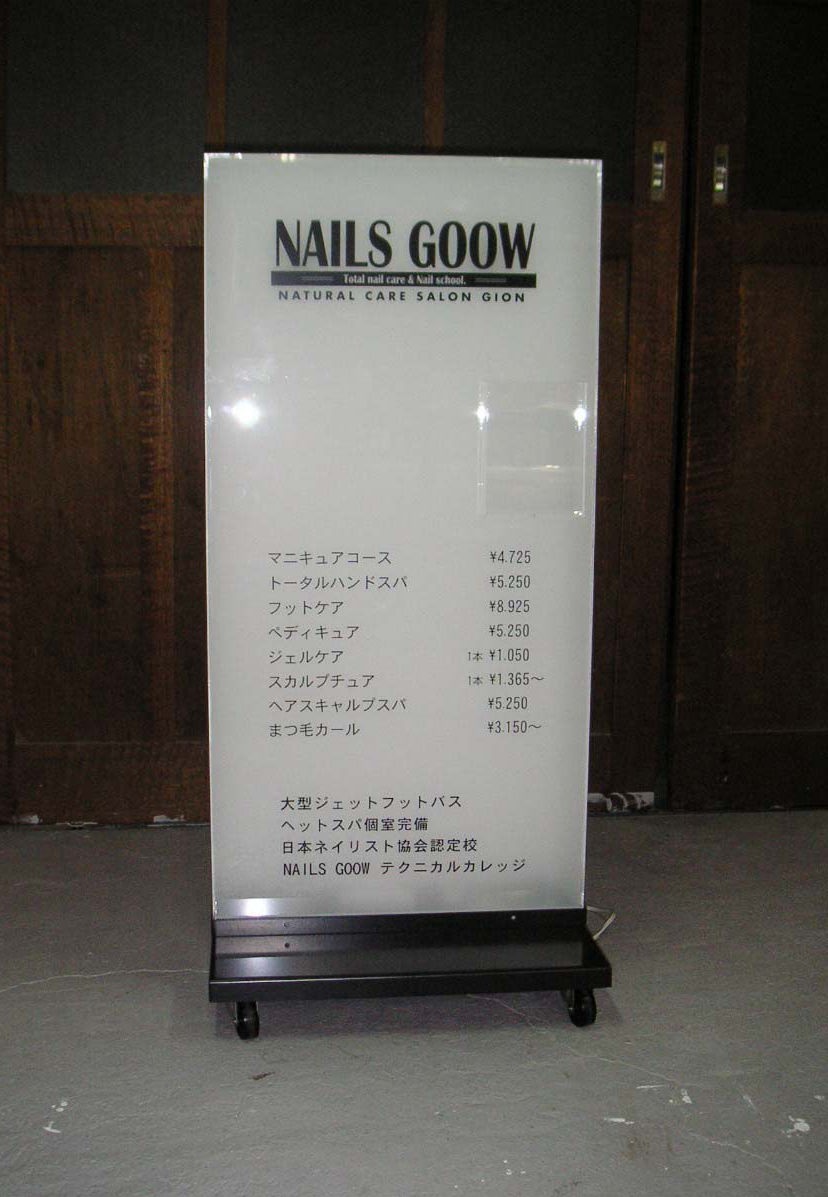 NAILS GOOW
Total nail care & Nail school.
NATURAL CARE SALON GION
マニキュアコース ¥4.725
トータルハンドスパ ¥5.250
フットケア ¥8.925
ペディキュア ¥5.250
ジェルケア 1本 ¥1.050
スカルプチュア 1本 ¥1.365～
ヘアスキャルプスパ ¥5.250
まつ毛カール ¥3.150～
大型ジェットフットバス
ヘットスパ個室完備
日本ネイリスト協会認定校
NAILS GOOW テクニカルカレッジ